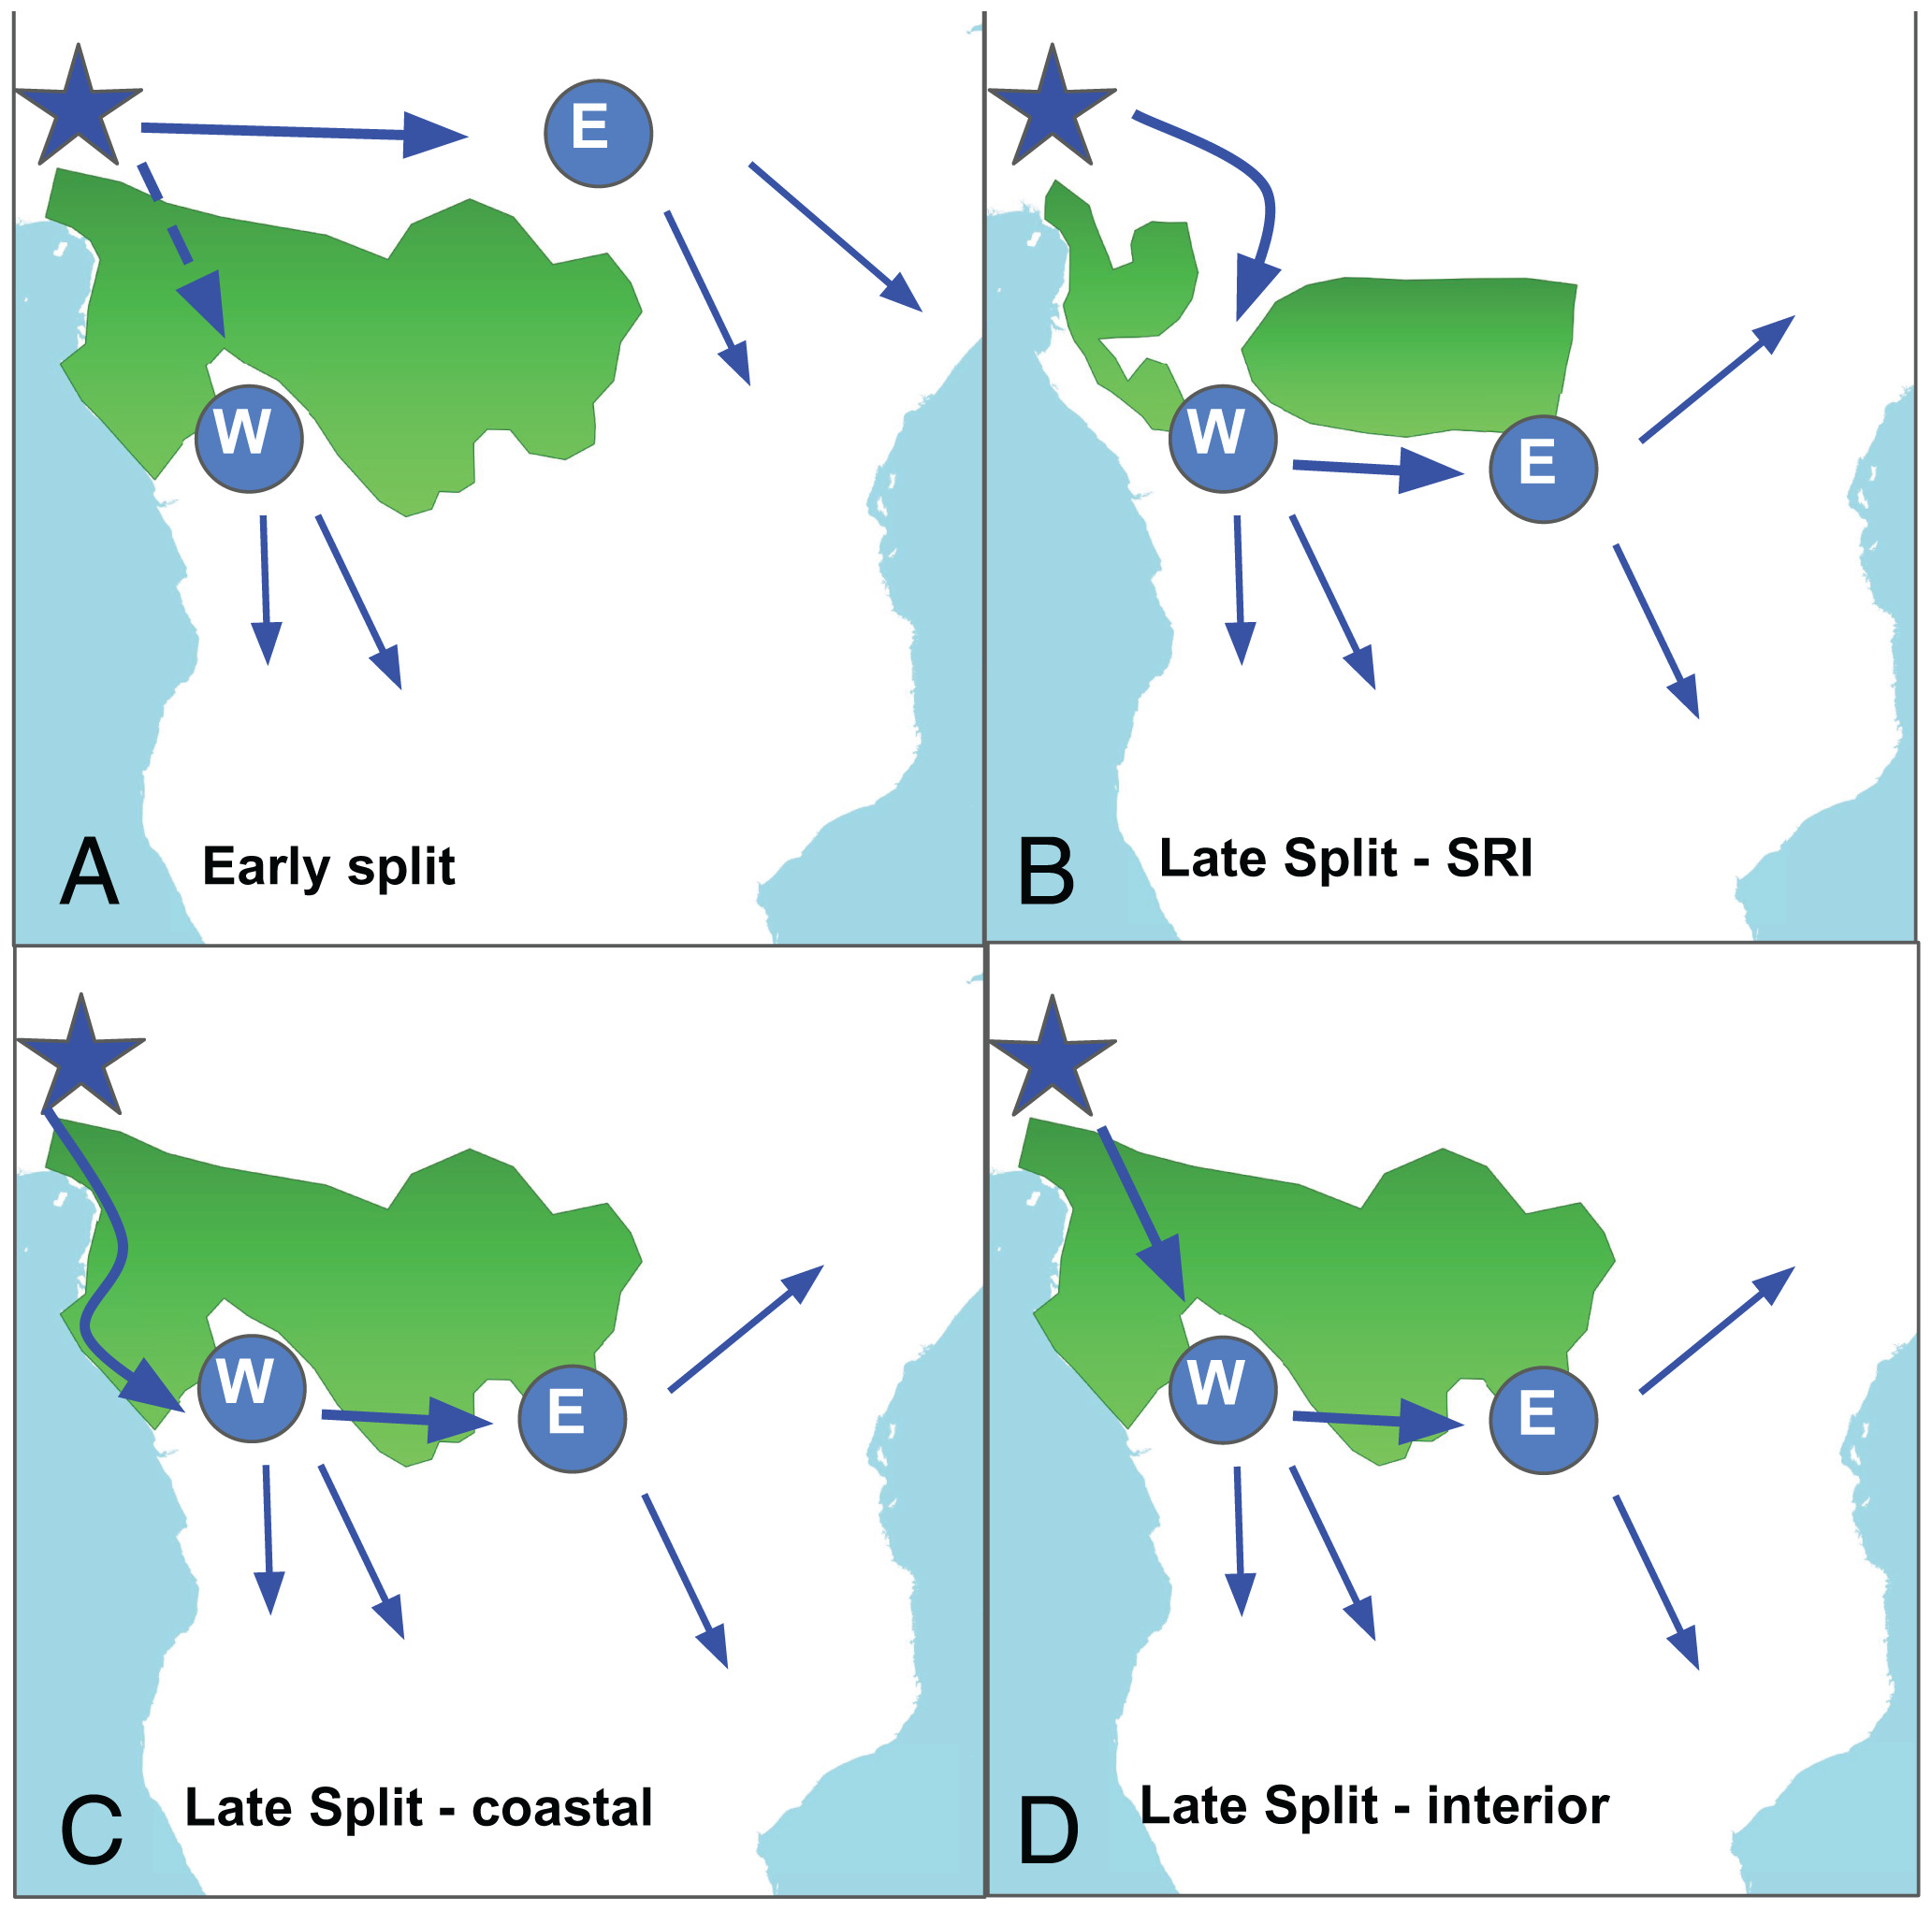 E
W
A
Early split
W
E
B
Late Split - SRI
W
E
C
Late Split - coastal
W
E
D
Late Split - interior